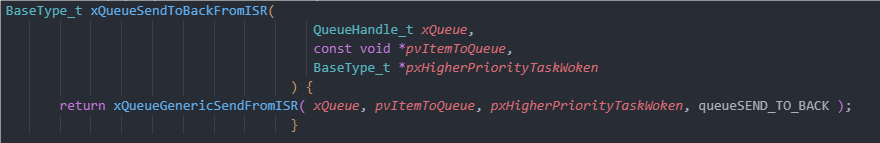 BaseType_t xQueueSendToBackFromISR(
QueueHandle_t xQueue,
const void *pvItemToQueue,
BaseType_t *pxHigherPriorityTaskWoken
) {
return xQueueGenericSendFromISR( xQueue, pvItemToQueue, pxHigherPriorityTaskWoken, queueSEND_TO_BACK );
}